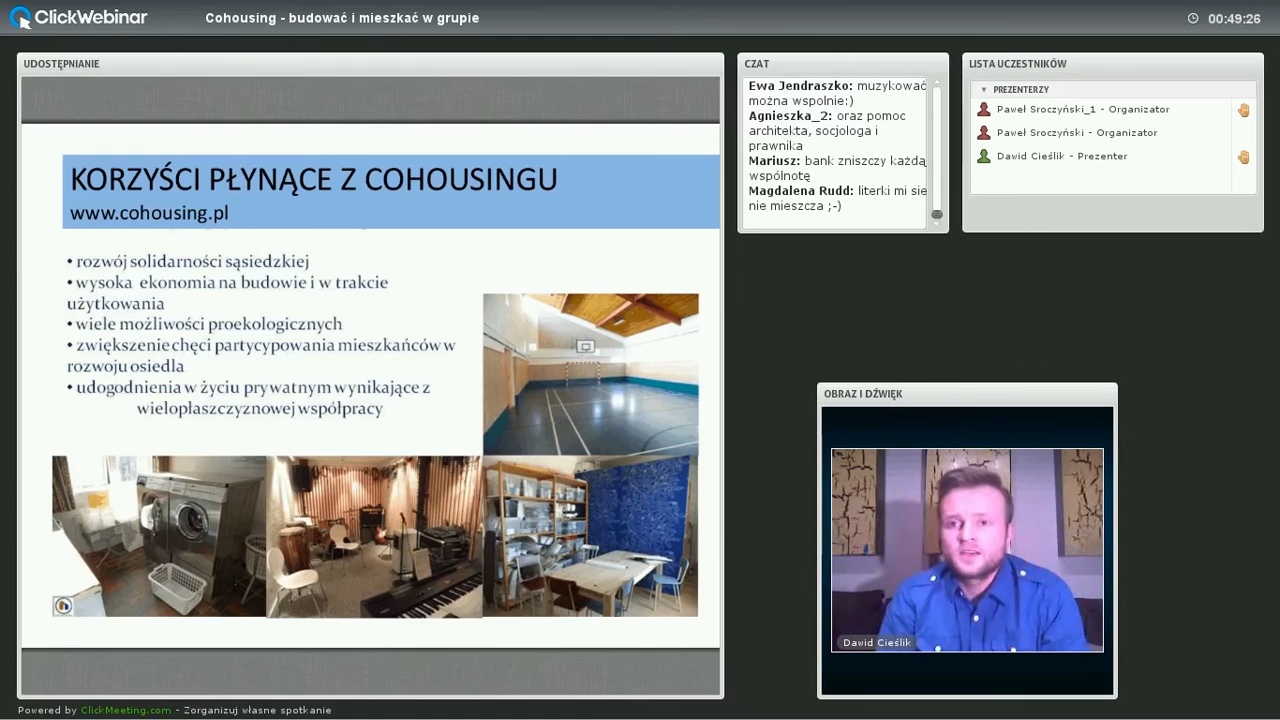 ClickWebinar
Cohousing - budować i mieszkać w grupie
00:49:26
UDOSTĘPNIANIE
KORZYŚCI PŁYNĄCE Z COHOUSINGU
www.cohousing.pl
• rozwój solidarności sąsiedzkiej
• wysoka ekonomia na budowie i w trakcie
użytkowania
• wiele możliwości proekologicznych
• zwiększenie chęci partycypowania mieszkańców w
rozwoju osiedla
• udogodnienia w życiu prywatnym wynikające z
wielopłaszczyznowej współpracy
CZAT
Ewa Jendraszko: muzykować
można wspolnie:)
Agnieszka_2: oraz pomoc
architekta, socjologa i
prawnika
Mariusz: bank zniszczy każdą
wspólnotę
Magdalena Rudd: literki mi sie
nie mieszcza ;-)
LISTA UCZESTNIKÓW
PREZENTERZY
Paweł Sroczyński_1 - Organizator
Paweł Sroczyński - Organizator
Dawid Cieślik - Prezenter
OBRAZ I DŹWIĘK
Dawid Cieślik
Powered by ClickMeeting.com - Zorganizuj własne spotkanie